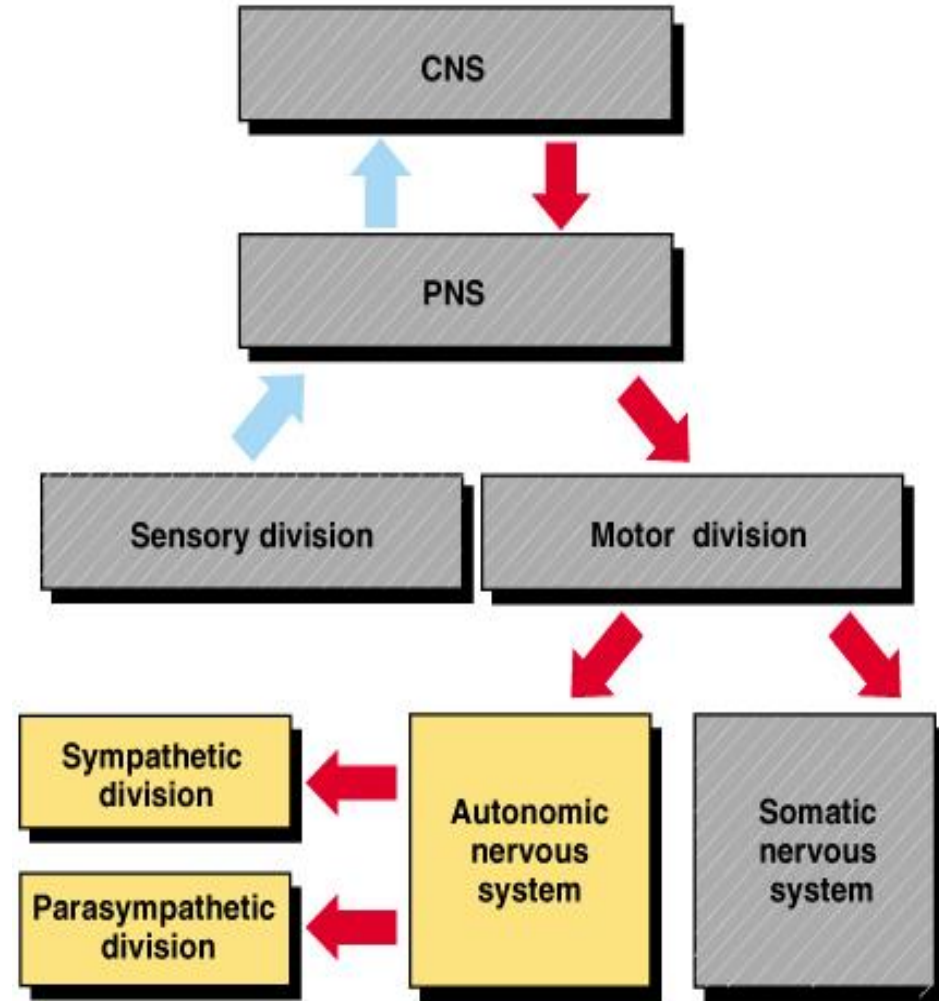 CNS
PNS
Sensory division
Motor division
Sympathetic
division
Parasympathetic
division
Autonomic
nervous
system
Somatic
nervous
system